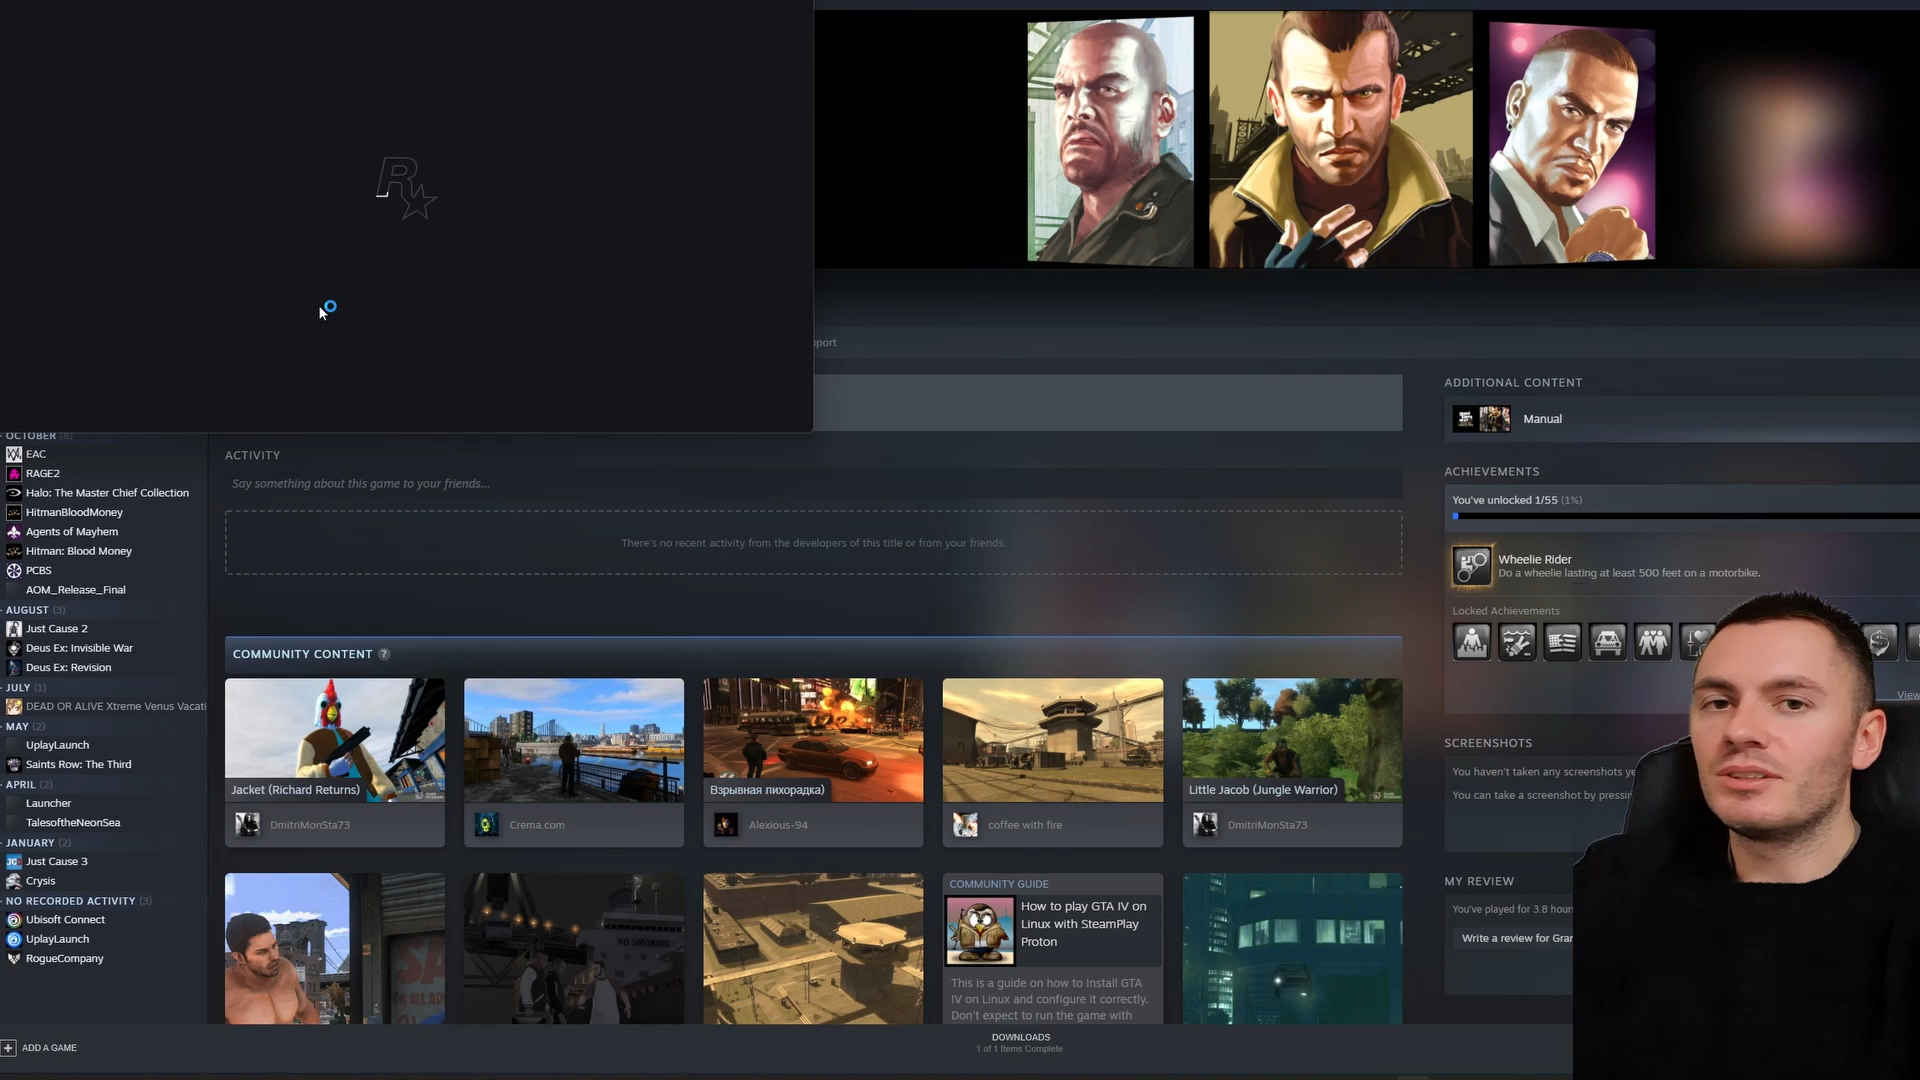 pport
ADDITIONAL CONTENT
Manual
OCTOBER (8)
EAC
RAGE2
Halo: The Master Chief Collection
HitmanBloodMoney
Agents of Mayhem
Hitman: Blood Money
PCBS
AOM_Release_Final
AUGUST (3)
Just Cause 2
Deus Ex: Invisible War
Deus Ex: Revision
JULY (1)
DEAD OR ALIVE Xtreme Venus Vacati
MAY (2)
UplayLaunch
Saints Row: The Third
APRIL (2)
Launcher
TalesoftheNeonSea
JANUARY (2)
Just Cause 3
Crysis
NO RECORDED ACTIVITY (3)
Ubisoft Connect
UplayLaunch
RogueCompany
ADD A GAME
ACTIVITY
Say something about this game to your friends...
There's no recent activity from the developers of this title or from your friends.
COMMUNITY CONTENT ?
Jacket (Richard Returns)
DmitriMonSta73
Crema.com
Взрывная лихорадка)
Alexious-94
coffee with fire
Little Jacob (Jungle Warrior)
DmitriMonSta73
NO SMOKING
COMMUNITY GUIDE
How to play GTA IV on
Linux with SteamPlay
Proton
This is a guide on how to Install GTA
IV on Linux and configure it correctly.
Don't expect to run the game with
DOWNLOADS
1 of 1 Items Complete
ACHIEVEMENTS
You've unlocked 1/55 (1%)
Wheelie Rider
Do a wheelie lasting at least 500 feet on a motorbike.
Locked Achievements
View
SCREENSHOTS
You haven't taken any screenshots ye
You can take a screenshot by pressin
MY REVIEW
You've played for 3.8 hours
Write a review for Gran